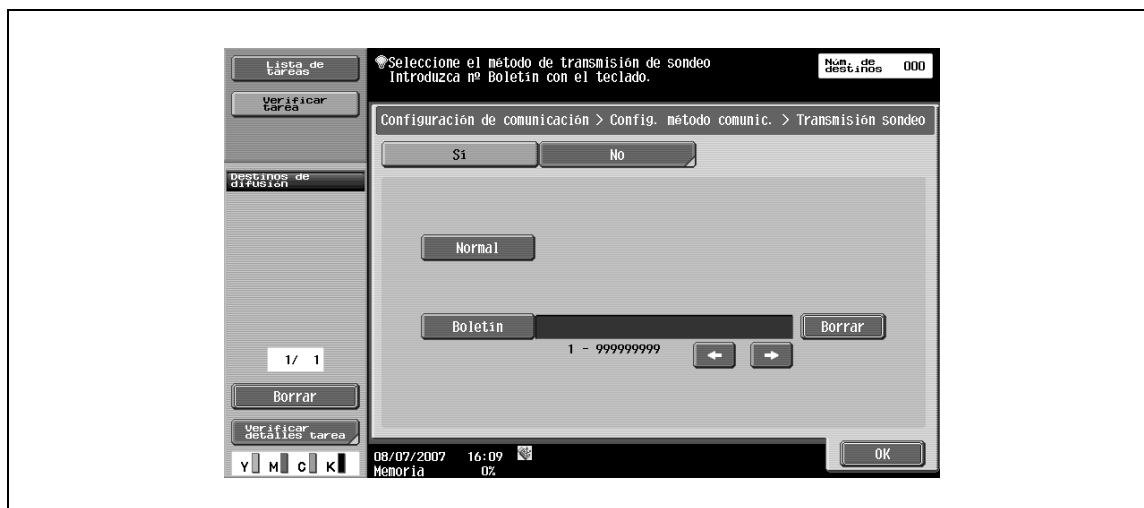 Lista de
tareas
Verificar
tarea
Destinos de
difusión
1/ 1
Borrar
Verificar
detalles tarea
Y M C K
Seleccione el método de transmisión de sondeo
Introduzca nº Boletín con el teclado.
Núm. de
destinos 000
Configuración de comunicación > Config. método comunic. > Transmisión sondeo
Sí No
Normal
Boletín Borrar
1 - 999999999
08/07/2007 16:09
Memoria 0%
OK